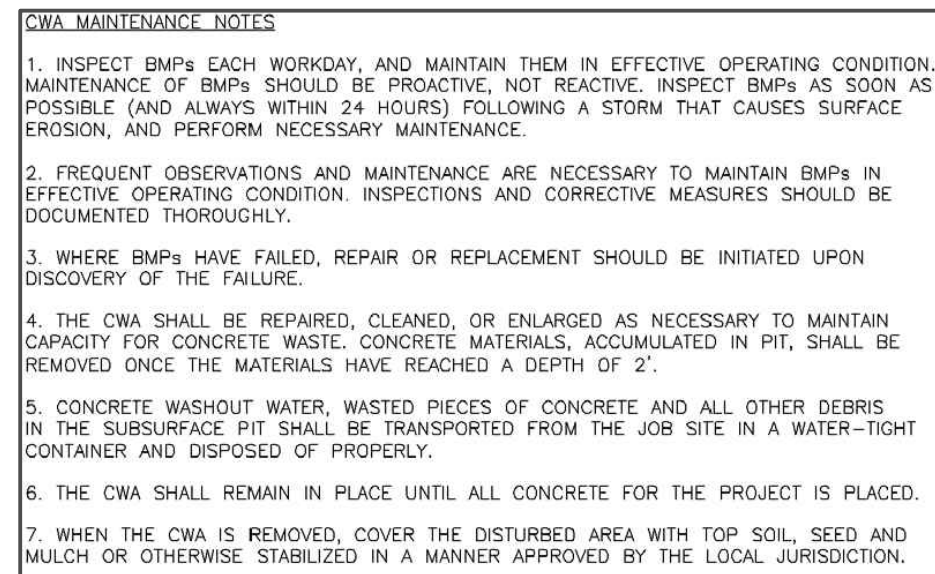 CWA MAINTENANCE NOTES
1. INSPECT BMPs EACH WORKDAY, AND MAINTAIN THEM IN EFFECTIVE OPERATING CONDITION.
MAINTENANCE OF BMPs SHOULD BE PROACTIVE, NOT REACTIVE. INSPECT BMPs AS SOON AS
POSSIBLE (AND ALWAYS WITHIN 24 HOURS) FOLLOWING A STORM THAT CAUSES SURFACE
EROSION, AND PERFORM NECESSARY MAINTENANCE.
2. FREQUENT OBSERVATIONS AND MAINTENANCE ARE NECESSARY TO MAINTAIN BMPs IN
EFFECTIVE OPERATING CONDITION. INSPECTIONS AND CORRECTIVE MEASURES SHOULD BE
DOCUMENTED THOROUGHLY.
3. WHERE BMPs HAVE FAILED, REPAIR OR REPLACEMENT SHOULD BE INITIATED UPON
DISCOVERY OF THE FAILURE.
4. THE CWA SHALL BE REPAIRED, CLEANED, OR ENLARGED AS NECESSARY TO MAINTAIN
CAPACITY FOR CONCRETE WASTE. CONCRETE MATERIALS, ACCUMULATED IN PIT, SHALL BE
REMOVED ONCE THE MATERIALS HAVE REACHED A DEPTH OF 2'.
5. CONCRETE WASHOUT WATER, WASTED PIECES OF CONCRETE AND ALL OTHER DEBRIS
IN THE SUBSURFACE PIT SHALL BE TRANSPORTED FROM THE JOB SITE IN A WATER-TIGHT
CONTAINER AND DISPOSED OF PROPERLY.
6. THE CWA SHALL REMAIN IN PLACE UNTIL ALL CONCRETE FOR THE PROJECT IS PLACED.
7. WHEN THE CWA IS REMOVED, COVER THE DISTURBED AREA WITH TOP SOIL, SEED AND
MULCH OR OTHERWISE STABILIZED IN A MANNER APPROVED BY THE LOCAL JURISDICTION.